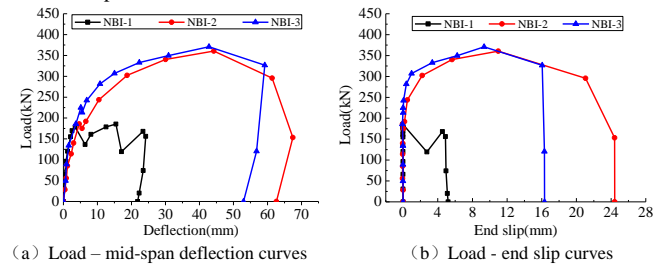 NBI-1 NBI-2 NBI-3
450
400
350
300
250
200
150
100
50
0
Load(kN)
0 10 20 30 40 50 60 70
Deflection(mm)
(a) Load – mid-span deflection curves
NBI-1 NBI-2 NBI-3
450
400
350
300
250
200
150
100
50
0
Load(kN)
0 4 8 12 16 20 24 28
End slip(mm)
(b) Load - end slip curves